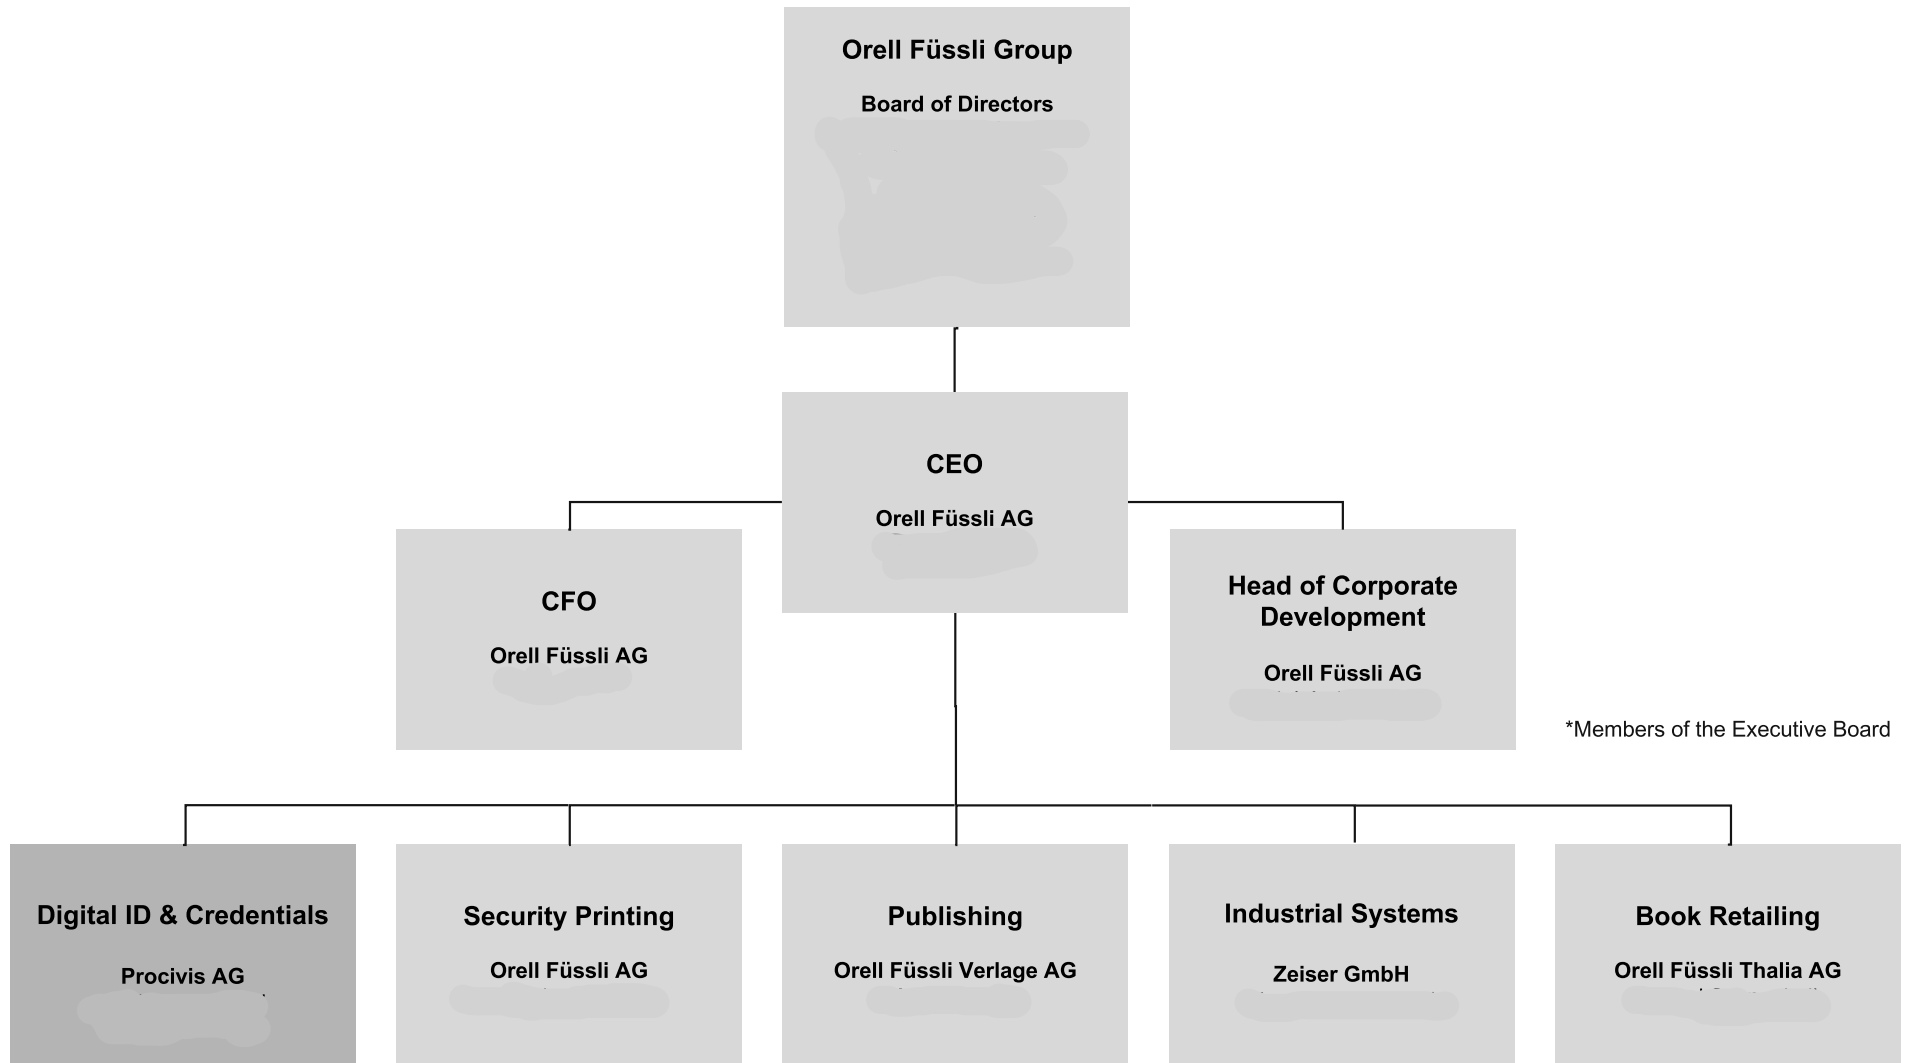 Orell Füssli Group
Board of Directors
CEO
Orell Füssli AG
CFO
Orell Füssli AG
Head of Corporate
Development
Orell Füssli AG
*Members of the Executive Board
Digital ID & Credentials
Procivis AG
Security Printing
Orell Füssli AG
Publishing
Orell Füssli Verlage AG
Industrial Systems
Zeiser GmbH
Book Retailing
Orell Füssli Thalia AG